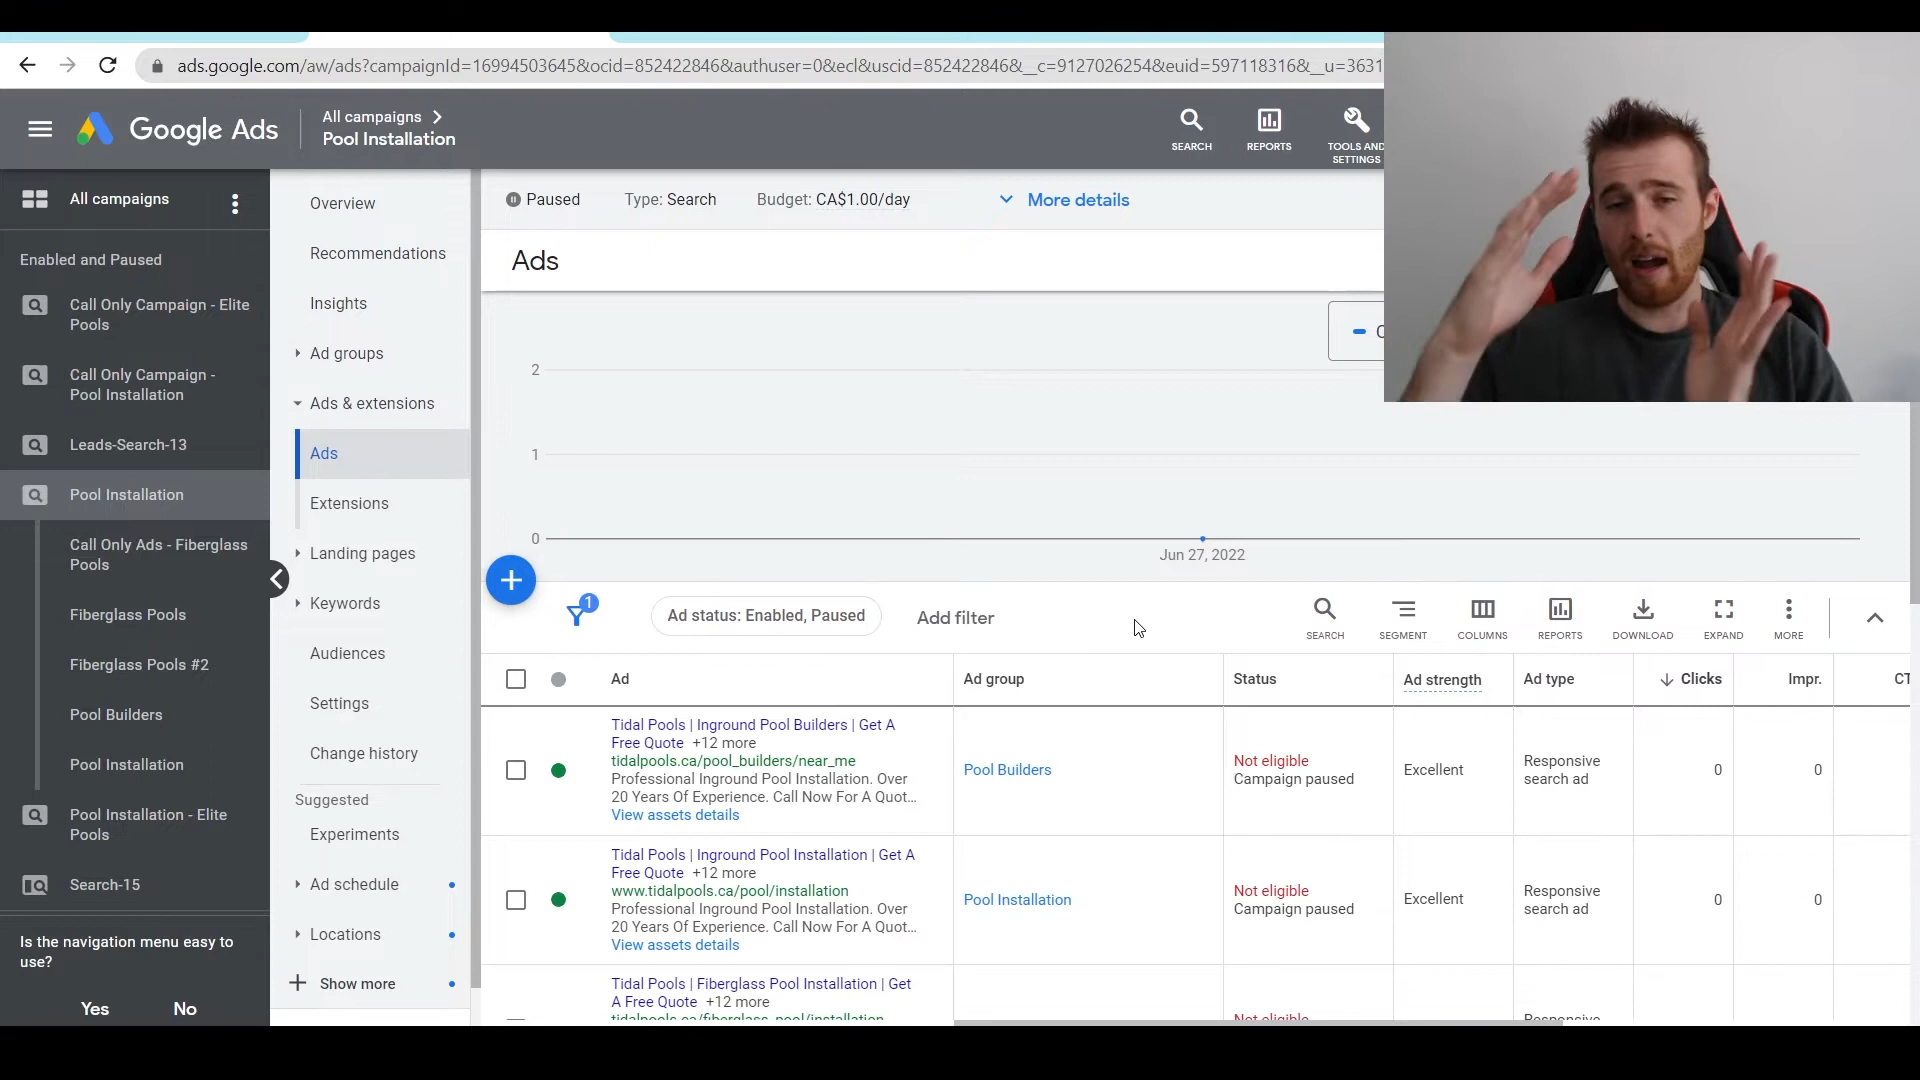 ads.google.com/aw/ads?campaignId=16994503645&ocid=852422846&authuser=0&ecl&uscid=852422846&__c=9127026254&euid=597118316&__u=3631
Google Ads
All campaigns
Pool Installation
SEARCH
REPORTS
TOOLS AND
SETTINGS
All campaigns
Enabled and Paused
Call Only Campaign - Elite
Pools
Call Only Campaign -
Pool Installation
Leads-Search-13
Pool Installation
Call Only Ads - Fiberglass
Pools
Fiberglass Pools
Fiberglass Pools #2
Pool Builders
Pool Installation
Pool Installation - Elite
Pools
Search-15
Is the navigation menu easy to
use?
Yes No
Overview
Recommendations
Insights
Ad groups
Ads & extensions
Ads
Extensions
Landing pages
Keywords
Audiences
Settings
Change history
Suggested
Experiments
Ad schedule
Locations
Show more
Paused Type: Search Budget: CA$1.00/day More details
Ads
C
2
1
0
Jun 27, 2022
1
Ad status: Enabled, Paused
Add filter
SEARCH
SEGMENT
COLUMNS
REPORTS
DOWNLOAD
EXPAND
MORE
Ad Ad group Status Ad strength Ad type Clicks Impr. CT
Tidal Pools | Inground Pool Builders | Get A
Free Quote +12 more
tidalpools.ca/pool_builders/near_me
Professional Inground Pool Installation. Over
20 Years Of Experience. Call Now For A Quot...
View assets details
Pool Builders
Not eligible
Campaign paused
Excellent
Responsive
search ad
0
0
Tidal Pools | Inground Pool Installation | Get A
Free Quote +12 more
www.tidalpools.ca/pool/installation
Professional Inground Pool Installation. Over
20 Years Of Experience. Call Now For A Quot...
View assets details
Pool Installation
Not eligible
Campaign paused
Excellent
Responsive
search ad
0
0
Tidal Pools | Fiberglass Pool Installation | Get
A Free Quote +12 more
tidalpools.ca/fiberglass_pool/installation
Not eligible
Responsive